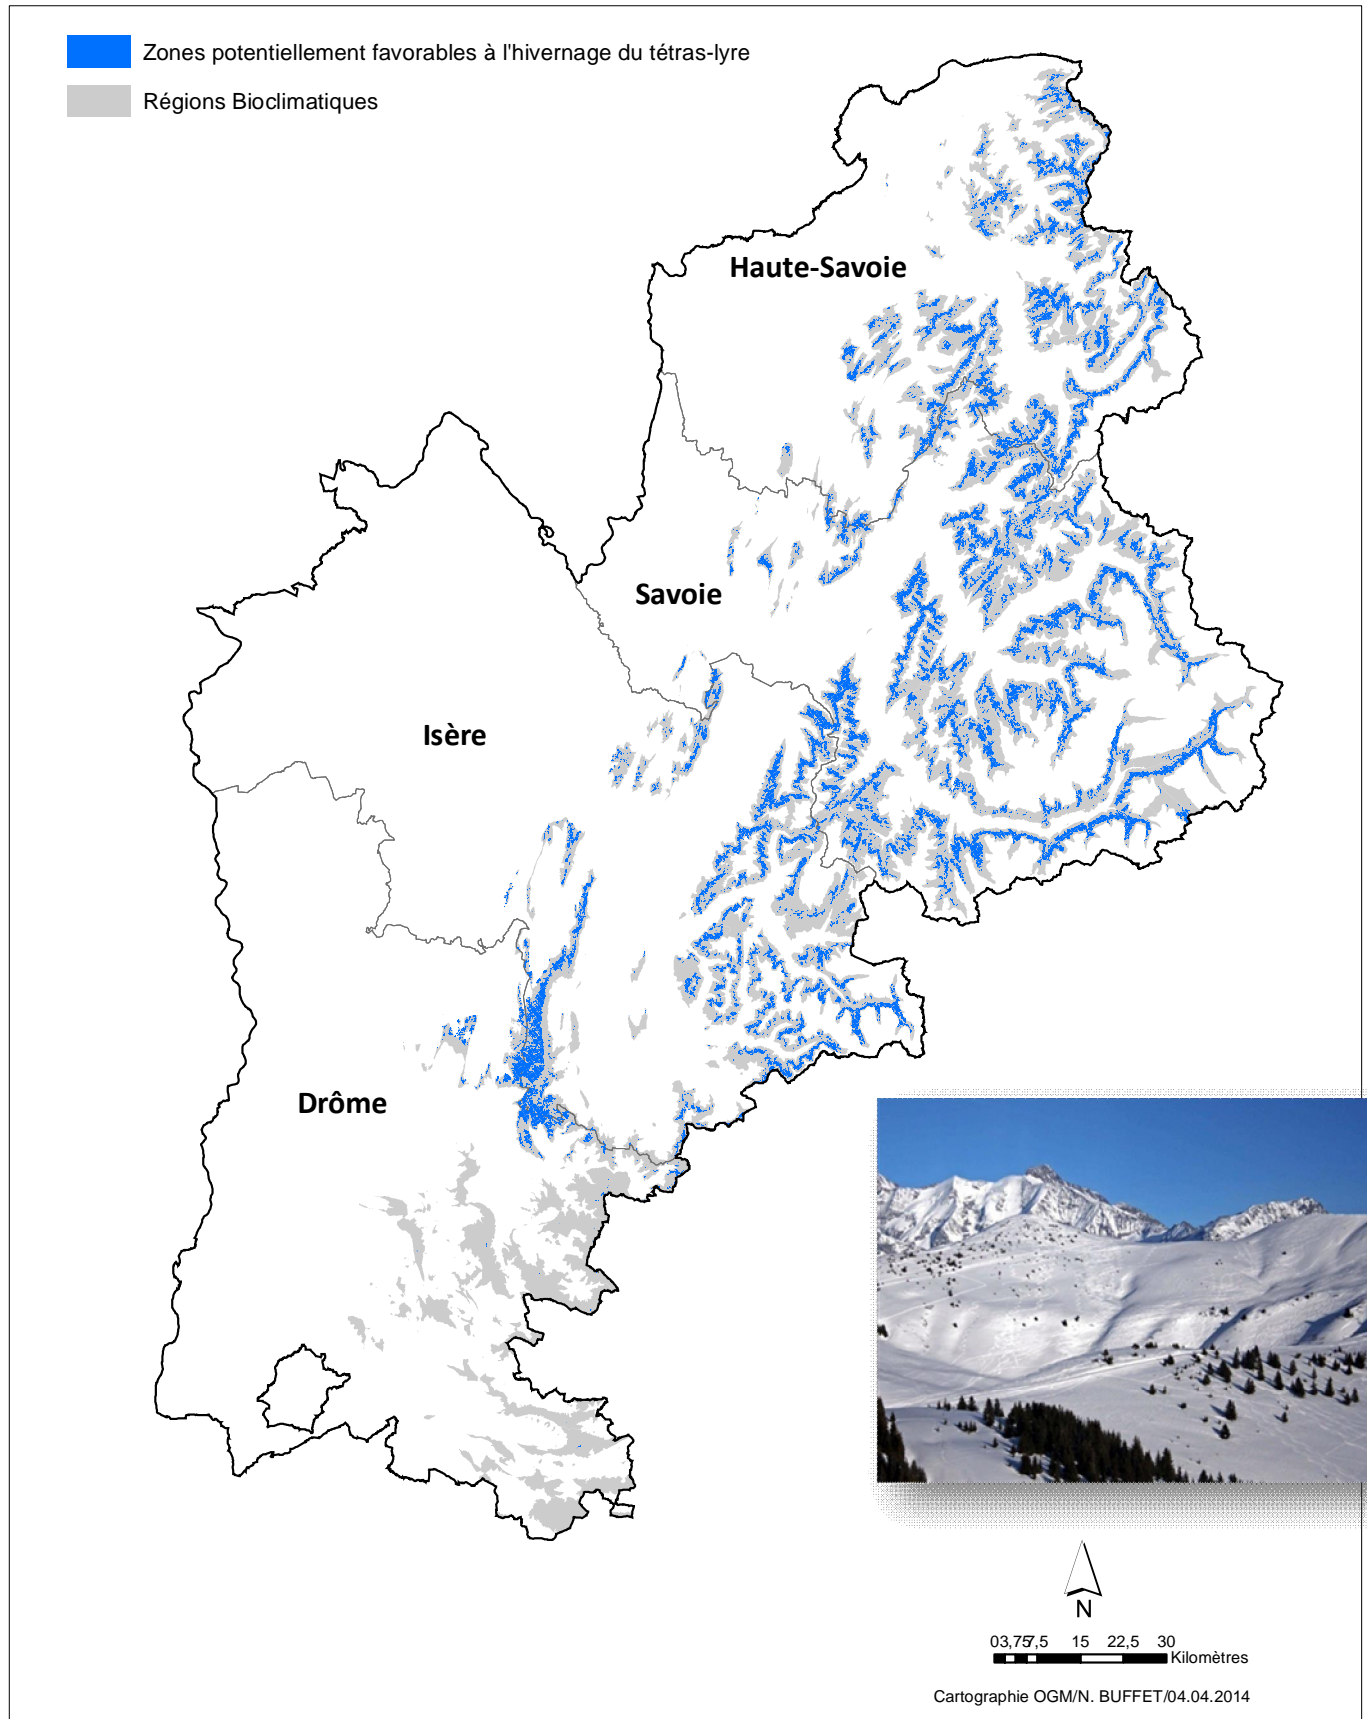 Zones potentiellement favorables à l'hivernage du tétras-lyre
Régions Bioclimatiques
Haute-Savoie
Savoie
Isère
Drôme
N
0 3,75 7,5 15 22,5 30
Kilomètres
Cartographie OGM/N. BUFFET/04.04.2014